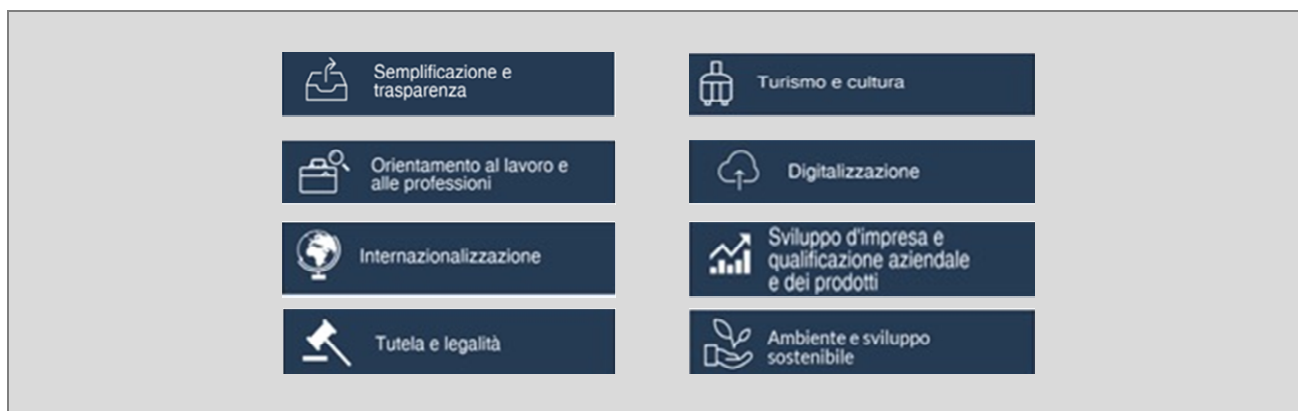 Semplificazione e
trasparenza
Turismo e cultura
Orientamento al lavoro e
alle professioni
Digitalizzazione
Internazionalizzazione
Sviluppo d'impresa e
qualificazione aziendale
e dei prodotti
Tutela e legalità
Ambiente e sviluppo
sostenibile